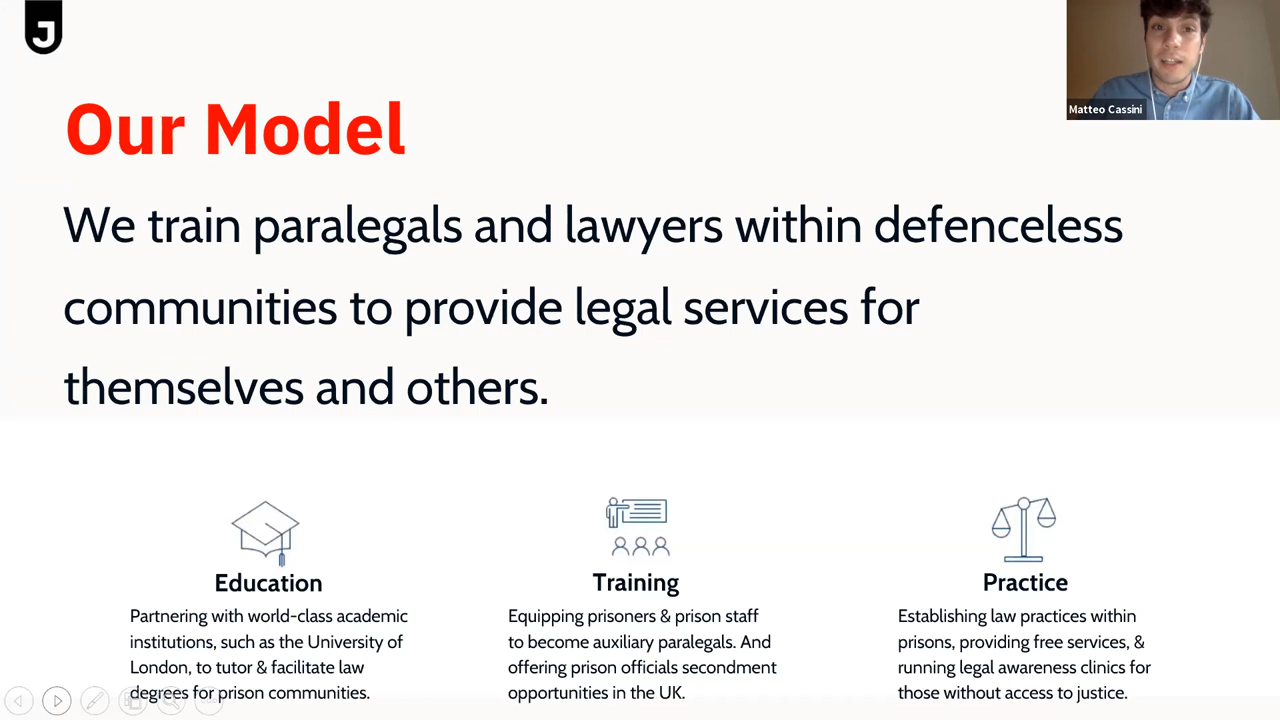 J
Matteo Cassini
Our Model
We train paralegals and lawyers within defenceless
communities to provide legal services for
themselves and others.
Education
Partnering with world-class academic
institutions, such as the University of
London, to tutor & facilitate law
degrees for prison communities.
Training
Equipping prisoners & prison staff
to become auxiliary paralegals. And
offering prison officials secondment
opportunities in the UK.
Practice
Establishing law practices within
prisons, providing free services, &
running legal awareness clinics for
those without access to justice.